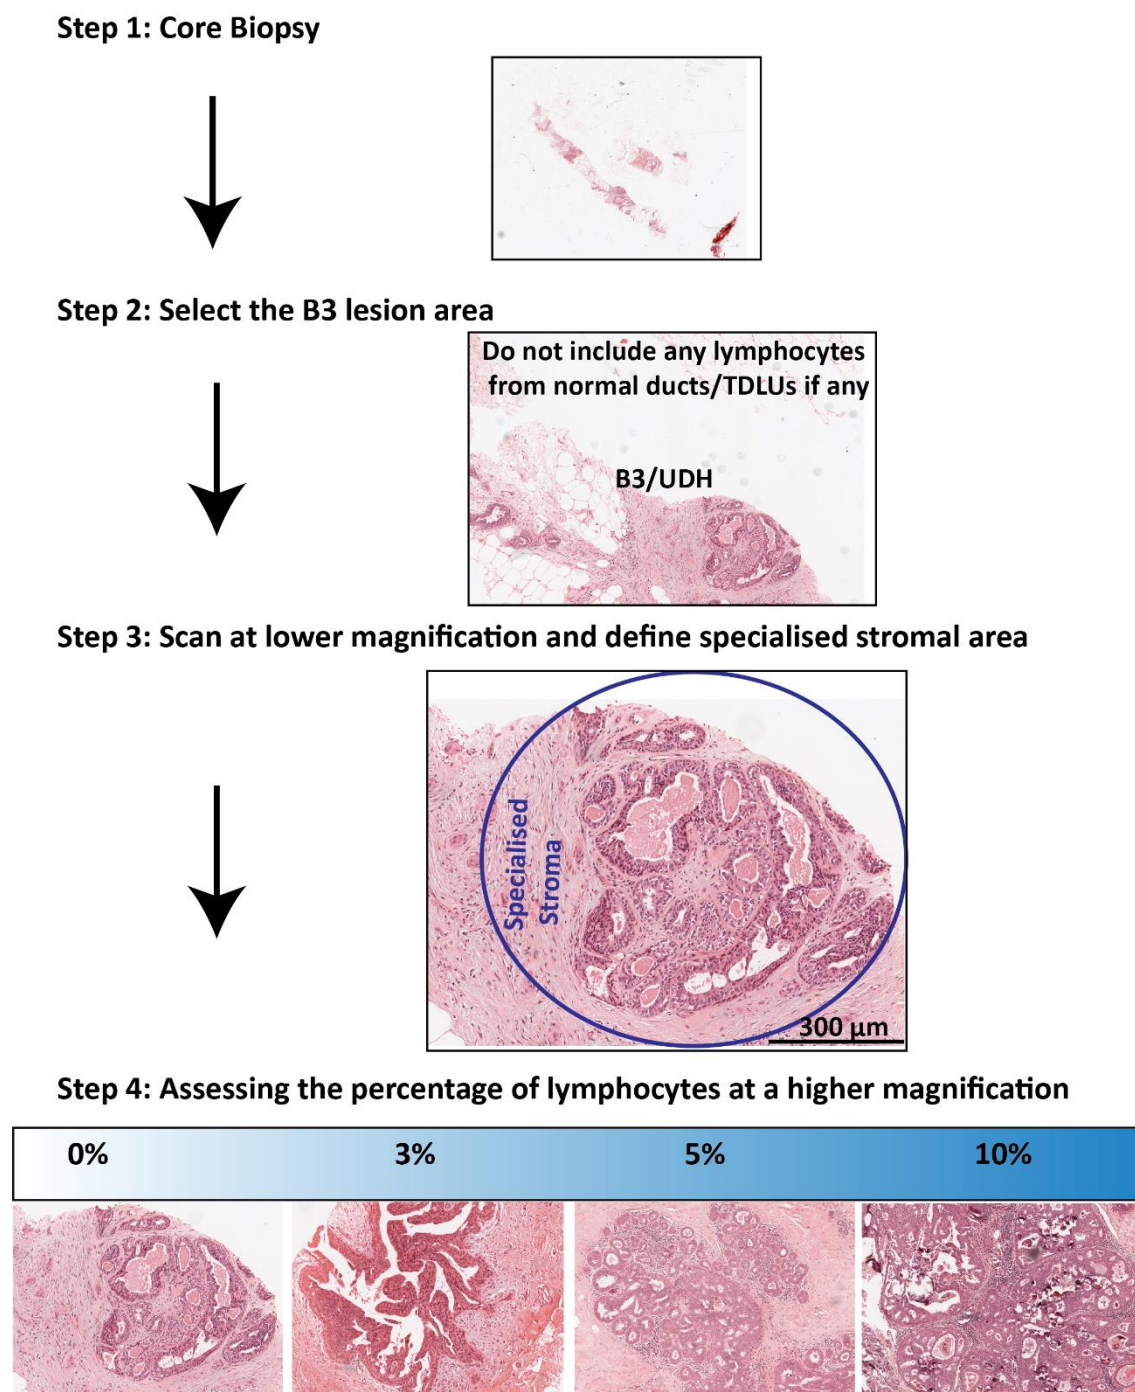 Step 1: Core Biopsy
Step 2: Select the B3 lesion area
Do not include any lymphocytes
from normal ducts/TDLUs if any
B3/UDH
Step 3: Scan at lower magnification and define specialised stromal area
Specialised
Stroma
300 µm
Step 4: Assessing the percentage of lymphocytes at a higher magnification
0% 3% 5% 10%